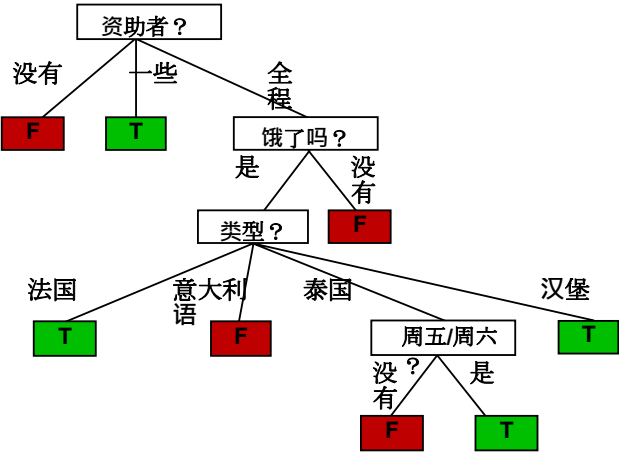 资助者？
没有
一些
全
程
F
T
饿了吗？
是
没
有
F
类型？
法国
意大利
语
泰国
汉堡
T
F
周五/周六
？
T
没
有
是
F
T